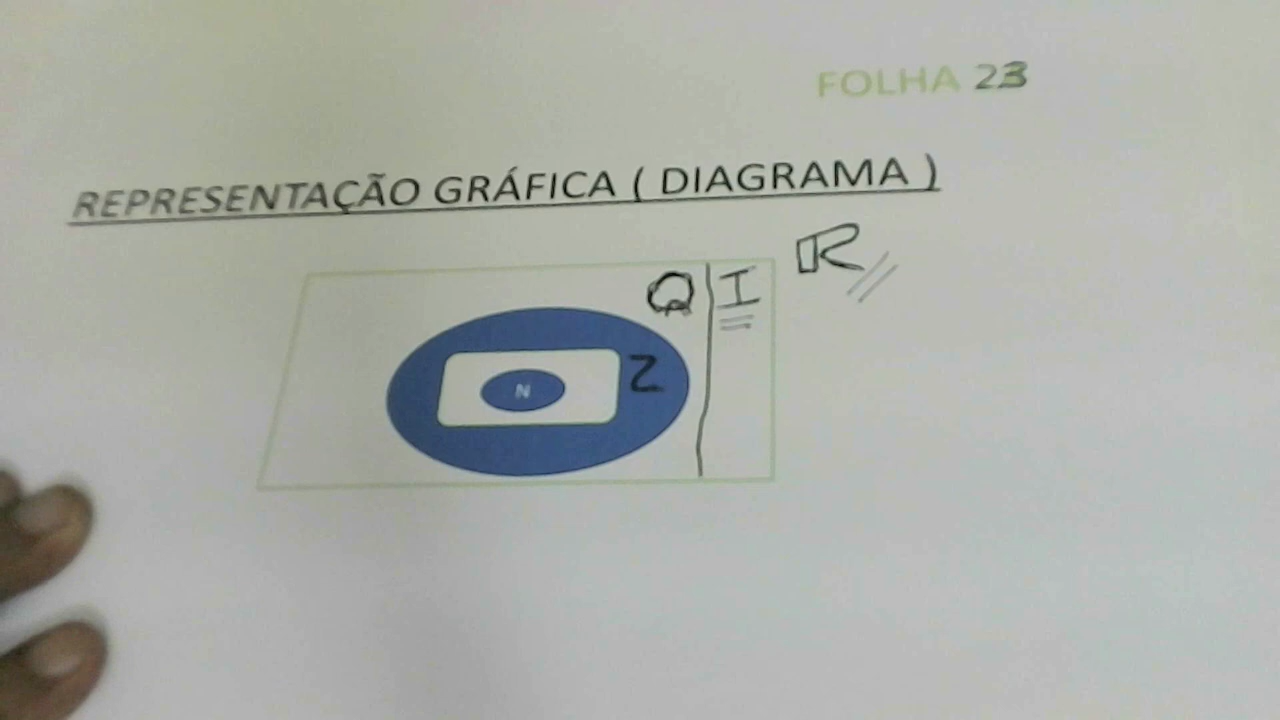 FOLHA 23
REPRESENTAÇÃO GRÁFICA ( DIAGRAMA )
R
Q I
Z
N